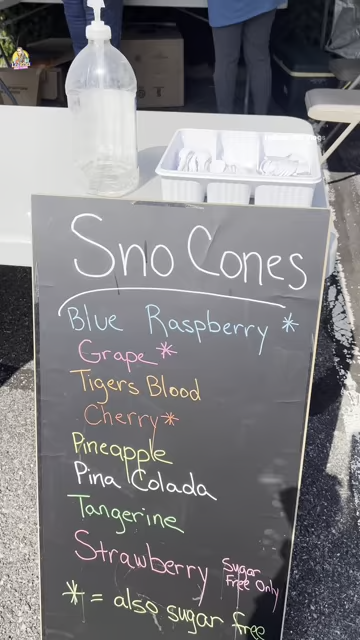 Sno Cones
Blue Raspberry *
Grape *
Tigers Blood
Cherry *
Pineapple
Pina Colada
Tangerine
Strawberry Sugar Free Only
* = also sugar free